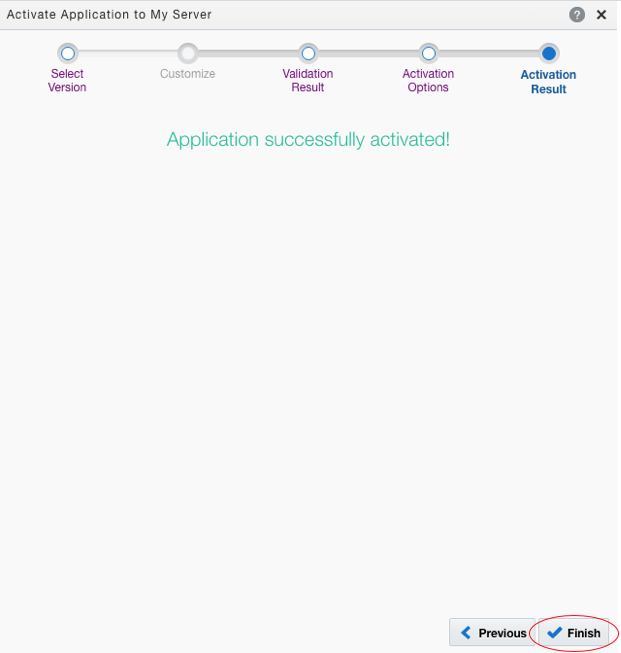 Activate Application to My Server
?
Select
Version
Customize
Validation
Result
Activation
Options
Activation
Result
Application successfully activated!
Previous
Finish